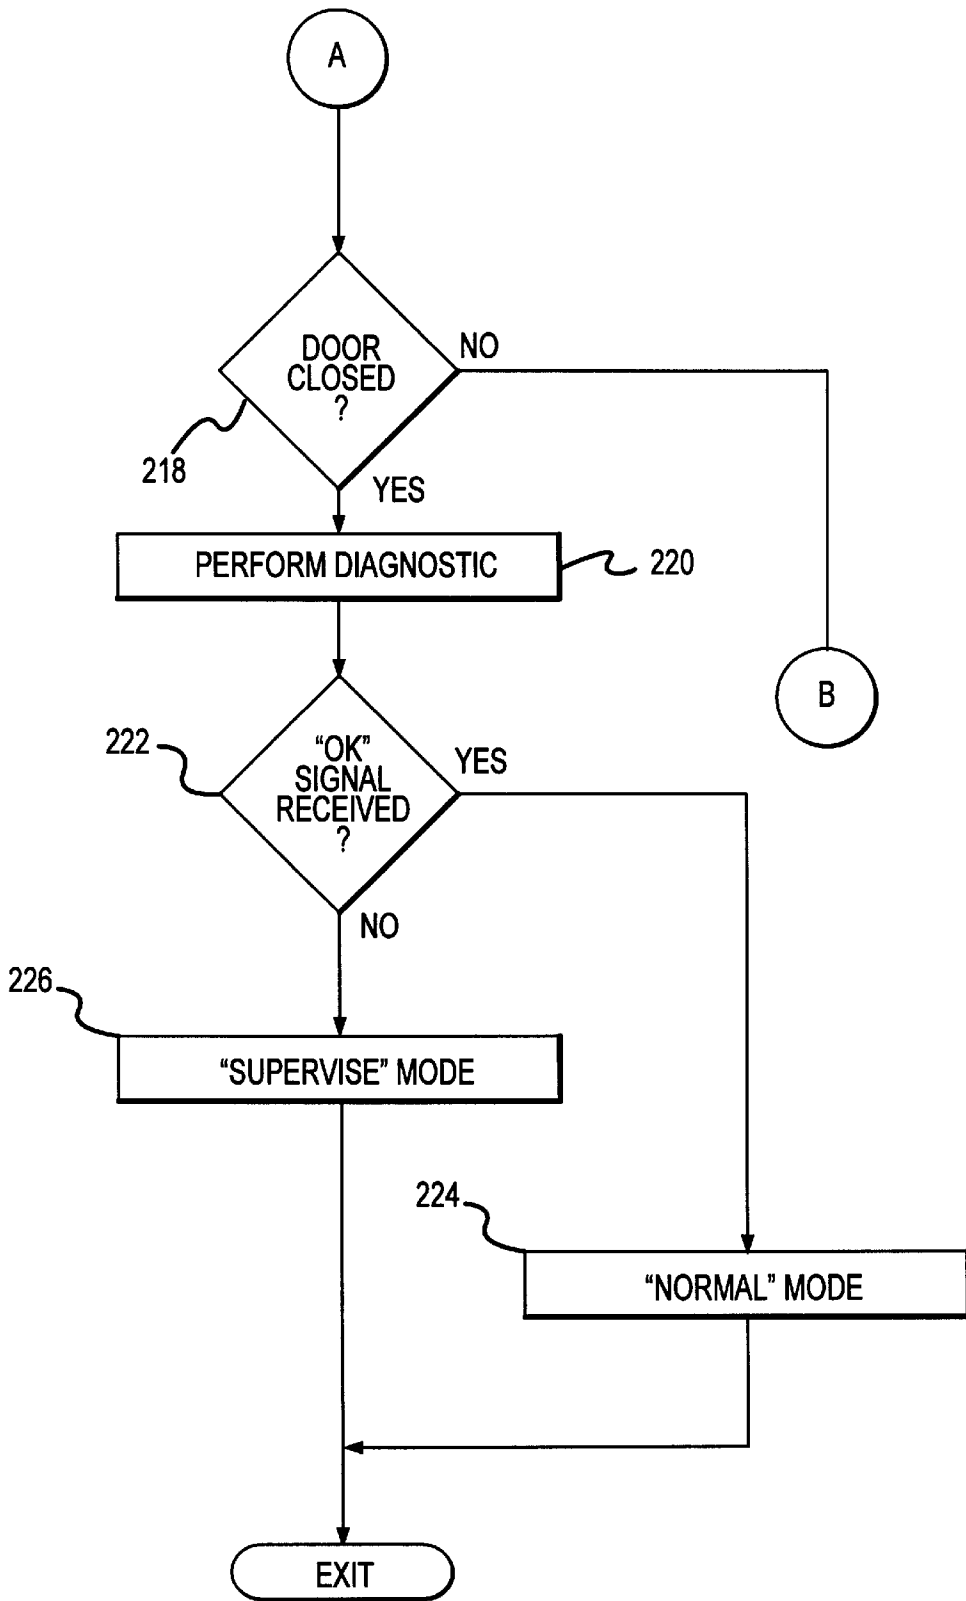 A
DOOR
CLOSED
?
NO
218
YES
PERFORM DIAGNOSTIC
220
B
222
“OK”
SIGNAL
RECEIVED
?
YES
NO
226
“SUPERVISE” MODE
224
“NORMAL” MODE
EXIT